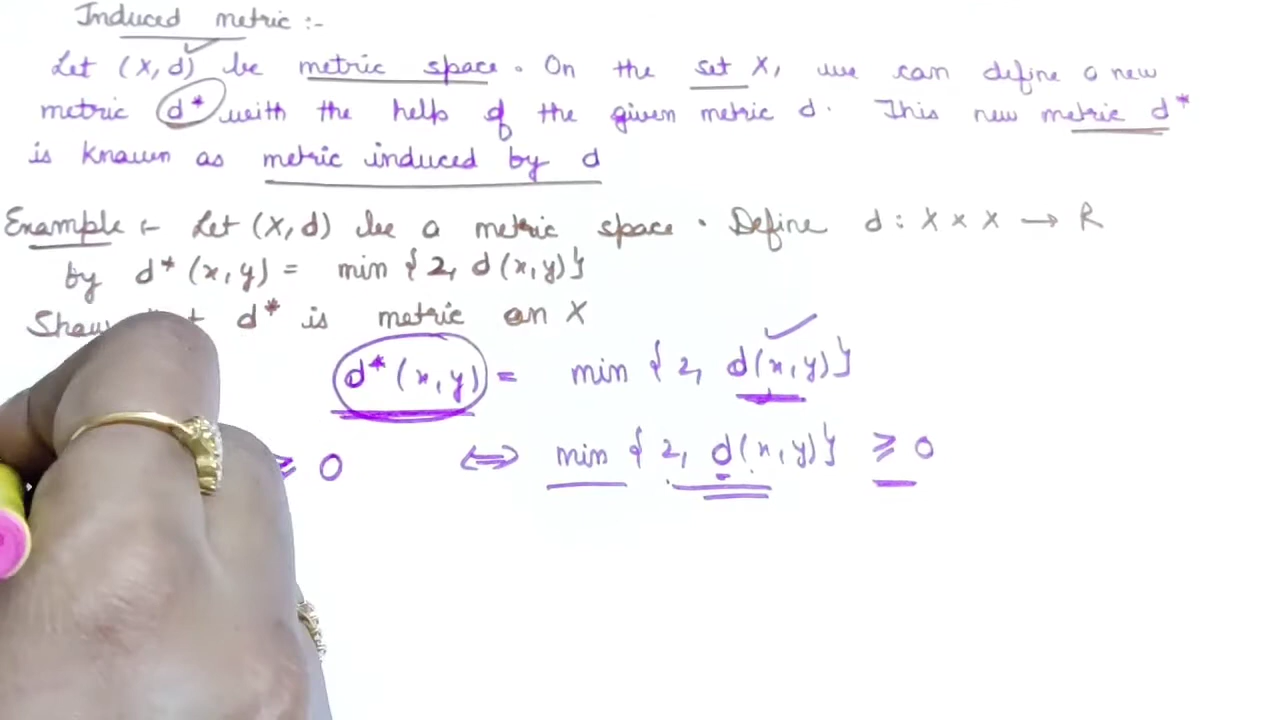 Induced metric :-
Let (X, d) be metric space. On the set X, we can define a new
metric d* with the help of the given metric d. This new metric d*
is known as metric induced by d
Example :- Let (X, d) be a metric space. Define d : X × X → R
by d*(x, y) = min {2, d(x, y)}
d* is metric on X
d*(x, y) = min {2, d(x, y)}
≥ 0 ⇔ min {2, d(x, y)} ≥ 0